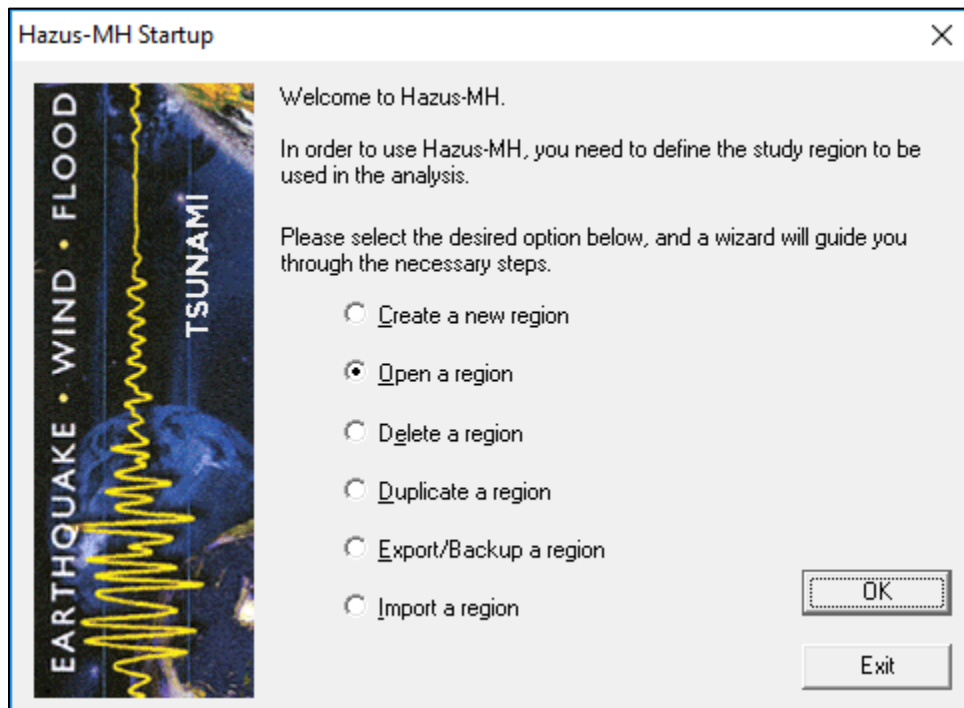 Hazus-MH Startup
EARTHQUAKE • WIND • FLOOD
TSUNAMI
Welcome to Hazus-MH.
In order to use Hazus-MH, you need to define the study region to be
used in the analysis.
Please select the desired option below, and a wizard will guide you
through the necessary steps.
Create a new region
Open a region
Delete a region
Duplicate a region
Export/Backup a region
Import a region
OK
Exit